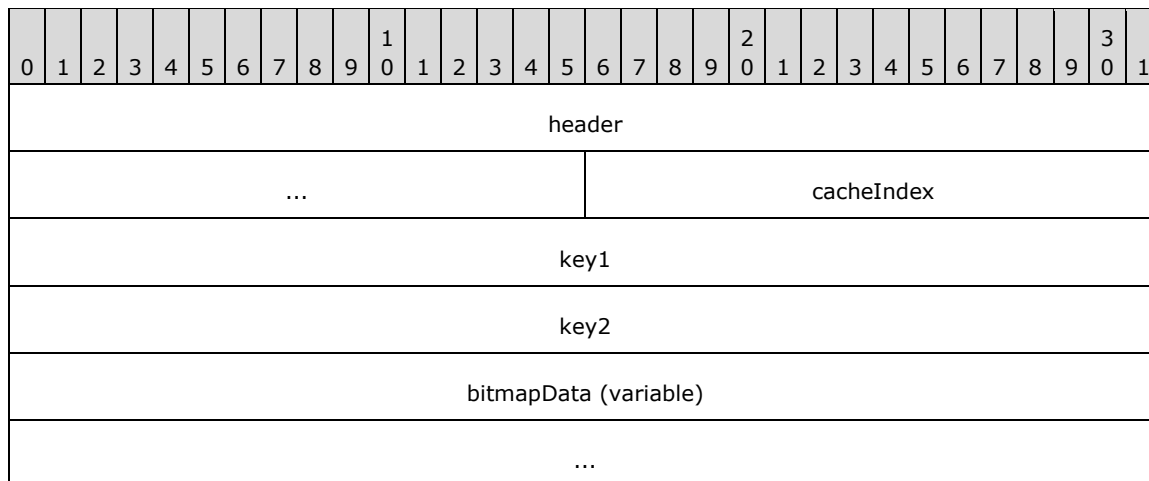 1 2 3
0 1 2 3 4 5 6 7 8 9 0 1 2 3 4 5 6 7 8 9 0 1 2 3 4 5 6 7 8 9 0 1
header
... cacheIndex
key1
key2
bitmapData (variable)
...